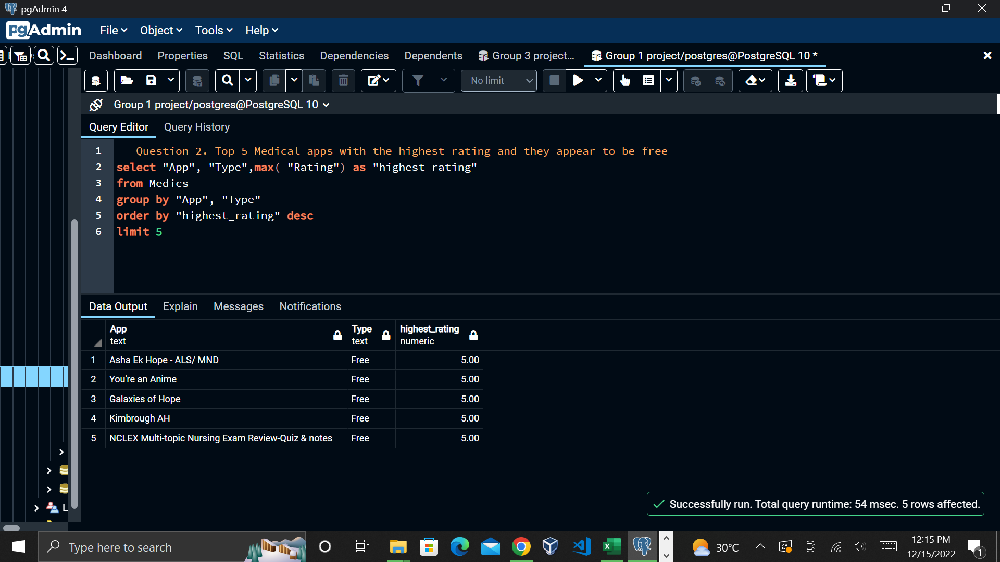 pgAdmin 4
pgAdmin File Object Tools Help
Dashboard Properties SQL Statistics Dependencies Dependents Group 3 project... Group 1 project/postgres@PostgreSQL 10 *
No limit
Group 1 project/postgres@PostgreSQL 10
Query Editor Query History
1 ---Question 2. Top 5 Medical apps with the highest rating and they appear to be free
2 select "App", "Type",max( "Rating") as "highest_rating"
3 from Medics
4 group by "App", "Type"
5 order by "highest_rating" desc
6 limit 5
Data Output Explain Messages Notifications
App Type highest_rating
text text numeric
1 Asha Ek Hope - ALS/ MND Free 5.00
2 You're an Anime Free 5.00
3 Galaxies of Hope Free 5.00
4 Kimbrough AH Free 5.00
5 NCLEX Multi-topic Nursing Exam Review-Quiz & notes Free 5.00
L
Successfully run. Total query runtime: 54 msec. 5 rows affected.
Type here to search
30°C
12:15 PM
12/15/2022
1